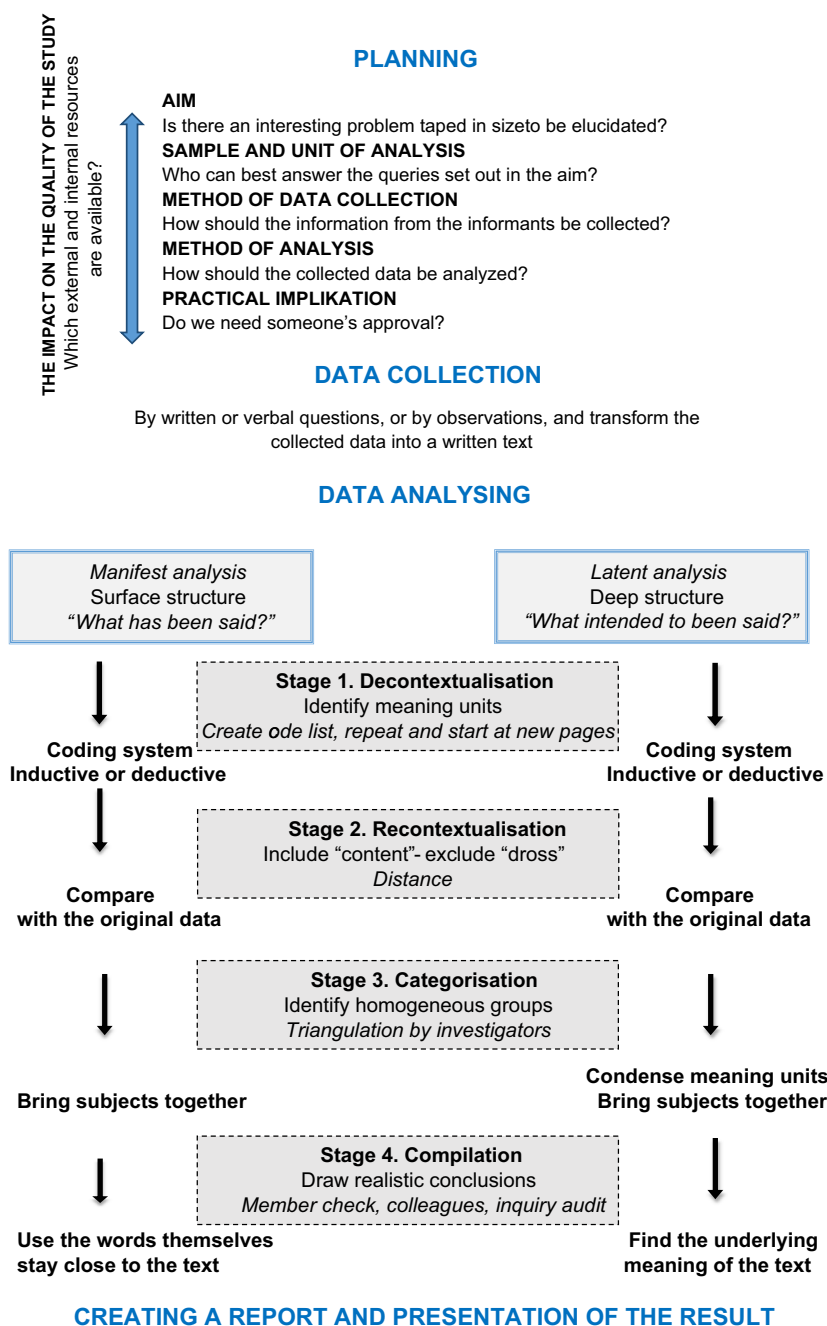 THE IMPACT ON THE QUALITY OF THE STUDY
Which external and internal resources
are available?
PLANNING
AIM
Is there an interesting problem taped in sizeto be elucidated?
SAMPLE AND UNIT OF ANALYSIS
Who can best answer the queries set out in the aim?
METHOD OF DATA COLLECTION
How should the information from the informants be collected?
METHOD OF ANALYSIS
How should the collected data be analyzed?
PRACTICAL IMPLIKATION
Do we need someone’s approval?
DATA COLLECTION
By written or verbal questions, or by observations, and transform the
collected data into a written text
DATA ANALYSING
Manifest analysis
Surface structure
“What has been said?”
Latent analysis
Deep structure
“What intended to been said?”
Stage 1. Decontextualisation
Identify meaning units
Create ode list, repeat and start at new pages
Coding system
Inductive or deductive
Coding system
Inductive or deductive
Stage 2. Recontextualisation
Include “content”- exclude “dross”
Distance
Compare
with the original data
Compare
with the original data
Stage 3. Categorisation
Identify homogeneous groups
Triangulation by investigators
Bring subjects together
Condense meaning units
Bring subjects together
Stage 4. Compilation
Draw realistic conclusions
Member check, colleagues, inquiry audit
Use the words themselves
stay close to the text
Find the underlying
meaning of the text
CREATING A REPORT AND PRESENTATION OF THE RESULT